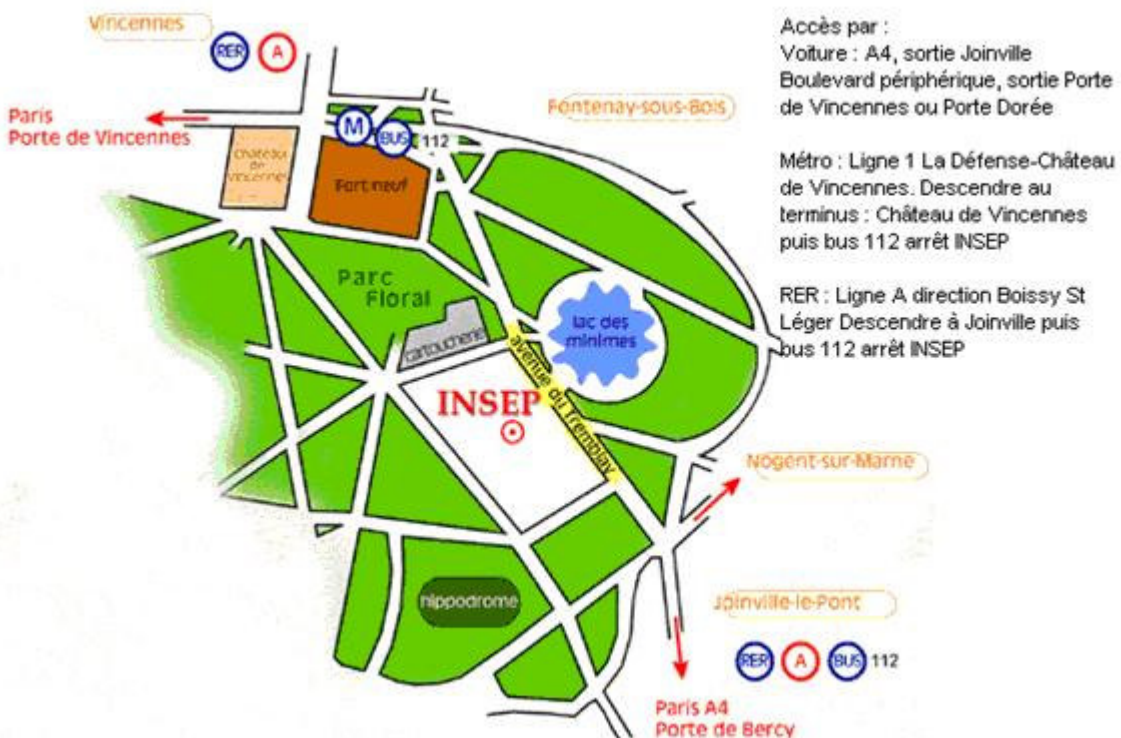 Vincennes
RER A
Paris
Porte de Vincennes
Château
de
Vincennes
M
BUS 112
Fort neuf
Fontenay-sous-Bois
Accès par :
Voiture : A4, sortie Joinville
Boulevard périphérique, sortie Porte
de Vincennes ou Porte Dorée
Métro : Ligne 1 La Défense-Château
de Vincennes. Descendre au
terminus : Château de Vincennes
puis bus 112 arrêt INSEP
RER : Ligne A direction Boissy St
Léger Descendre à Joinville puis
bus 112 arrêt INSEP
Parc
Floral
cartoucherie
lac des
minimes
avenue du Tremblay
INSEP
Nogent-sur-Marne
hippodrome
Joinville-le-Pont
RER A BUS 112
Paris A4
Porte de Bercy